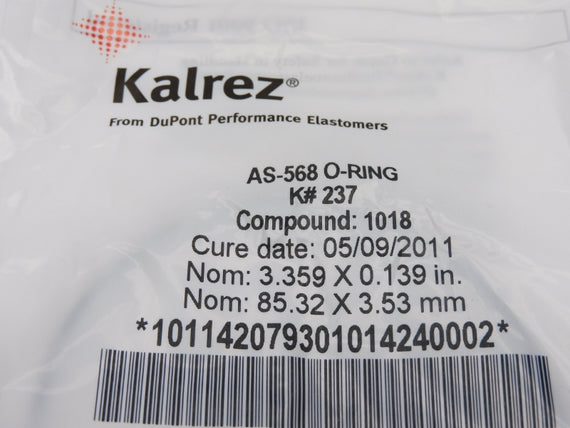 Kalrez®
From DuPont Performance Elastomers
AS-568 O-RING
K# 237
Compound: 1018
Cure date: 05/09/2011
Nom: 3.359 X 0.139 in.
Nom: 85.32 X 3.53 mm
*101142079301014240002*